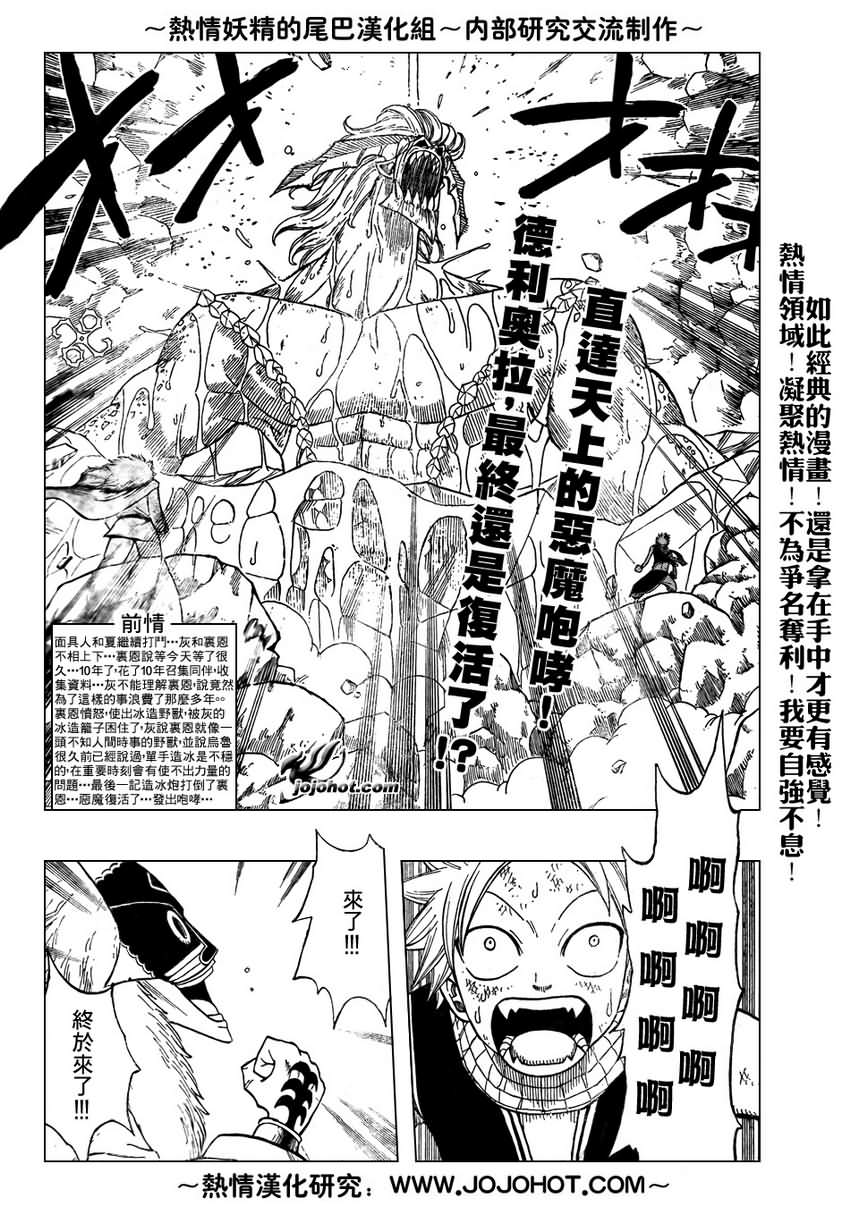 ～熱情妖精的尾巴漢化組～内部研究交流制作～
如此經典的漫畫！還是拿在手中才更有感覺！
熱情領域！凝聚熱情！不為爭名奪利！我要自強不息！
直達天上的惡魔咆哮！
德利奧拉，最終還是復活了！？
前情
面具人和夏繼續打鬥…灰和裏恩
不相上下…裏恩說等今天等了很
久…10年了，花了10年召集同伴，收
集資料…灰不能理解裏恩，說竟然
為了這樣的事浪費了那麼多年。。
裏恩憤怒，使出冰造野獸，被灰的
冰造籠子困住了，灰說裏恩就像一
頭不知人間時事的野獸，並說烏魯
很久前已經說過，單手造冰是不穩
的，在重要時刻會有使不出力量的
問題…最後一記造冰炮打倒了裏
恩…惡魔復活了…發出咆哮…
jojohot.com
啊啊啊啊
啊啊啊啊
來了!!!
終於來了!!!
～熱情漢化研究：WWW.JOJOHOT.COM～